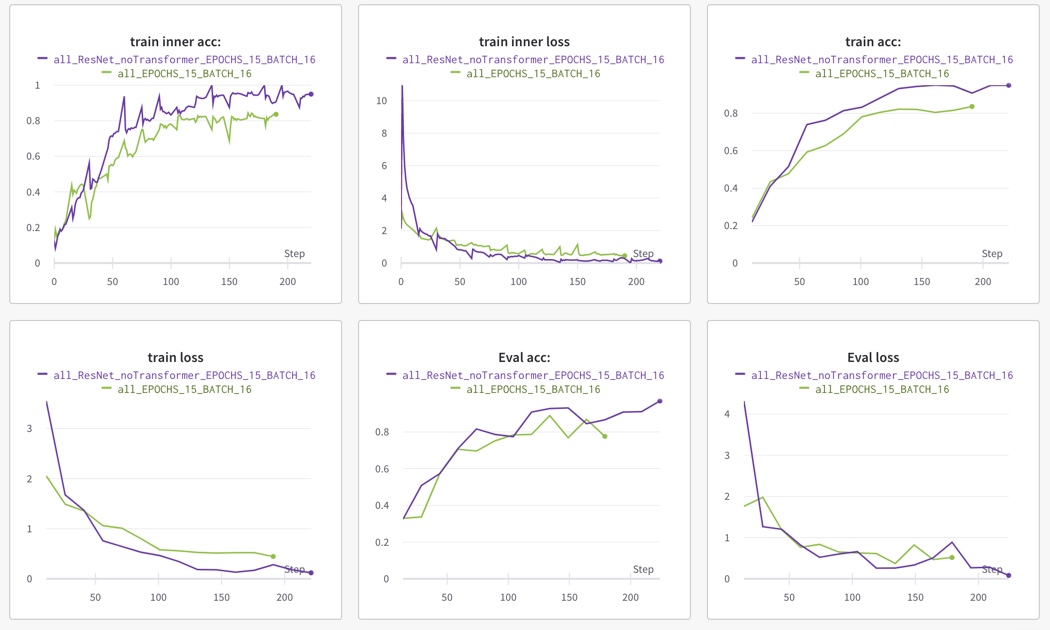 train inner acc:
all_ResNet_noTransformer_EPOCHS_15_BATCH_16
all_EPOCHS_15_BATCH_16
1
0.8
0.6
0.4
0.2
0
Step
0 50 100 150 200
train inner loss
all_ResNet_noTransformer_EPOCHS_15_BATCH_16
all_EPOCHS_15_BATCH_16
10
8
6
4
2
0
Step
0 50 100 150 200
train acc:
all_ResNet_noTransformer_EPOCHS_15_BATCH_16
all_EPOCHS_15_BATCH_16
0.8
0.6
0.4
0.2
0
Step
50 100 150 200
train loss
all_ResNet_noTransformer_EPOCHS_15_BATCH_16
all_EPOCHS_15_BATCH_16
3
2
1
0
Step
50 100 150 200
Eval acc:
all_ResNet_noTransformer_EPOCHS_15_BATCH_16
all_EPOCHS_15_BATCH_16
0.8
0.6
0.4
0.2
0
Step
50 100 150 200
Eval loss
all_ResNet_noTransformer_EPOCHS_15_BATCH_16
all_EPOCHS_15_BATCH_16
4
3
2
1
0
Step
50 100 150 200